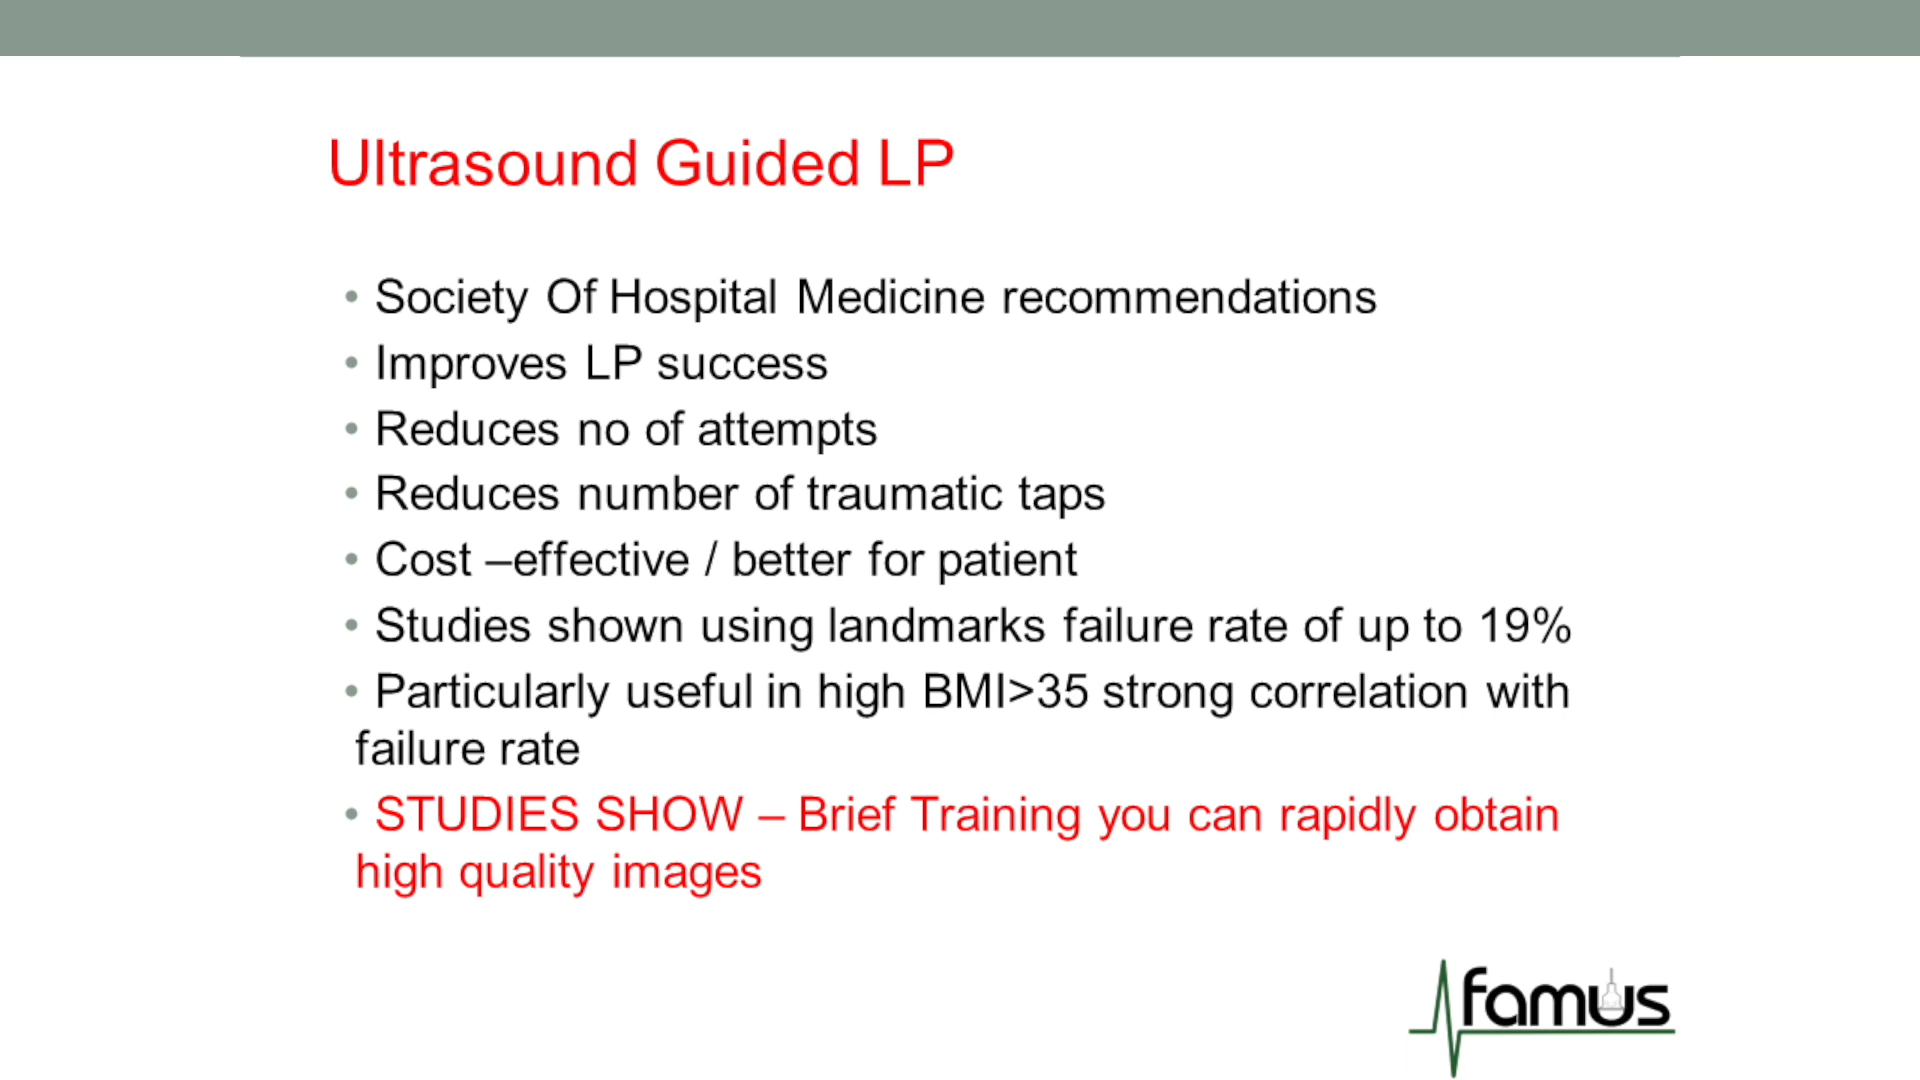 Ultrasound Guided LP
• Society Of Hospital Medicine recommendations
• Improves LP success
• Reduces no of attempts
• Reduces number of traumatic taps
• Cost –effective / better for patient
• Studies shown using landmarks failure rate of up to 19%
• Particularly useful in high BMI>35 strong correlation with
failure rate
• STUDIES SHOW – Brief Training you can rapidly obtain
high quality images
famus